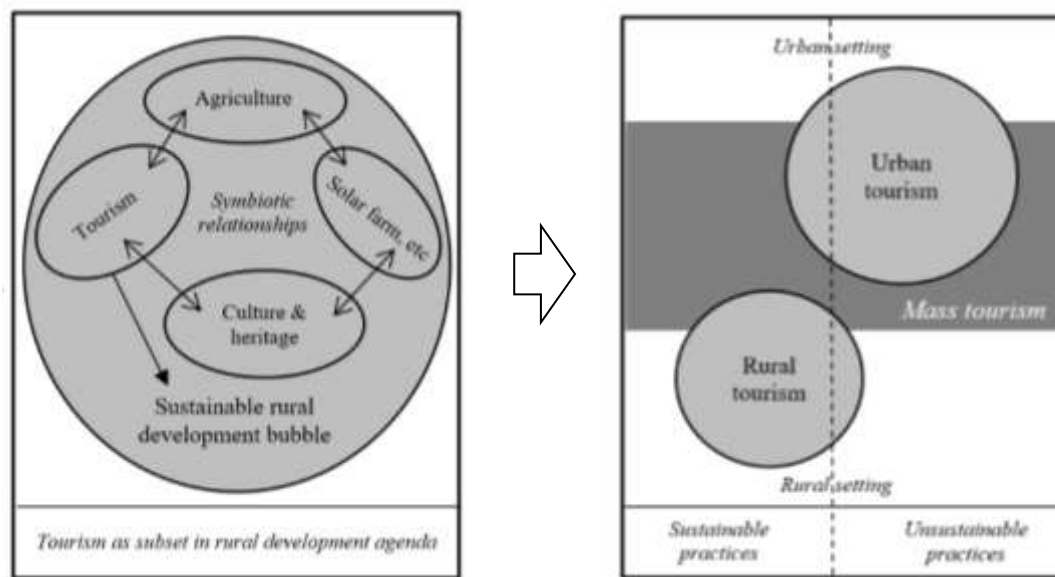 Agriculture
Tourism
Symbiotic
relationships
Solar farm, etc
Culture &
heritage
Sustainable rural
development bubble
Tourism as subset in rural development agenda
Urban setting
Urban
tourism
Mass tourism
Rural
tourism
Rural setting
Sustainable
practices
Unsustainable
practices